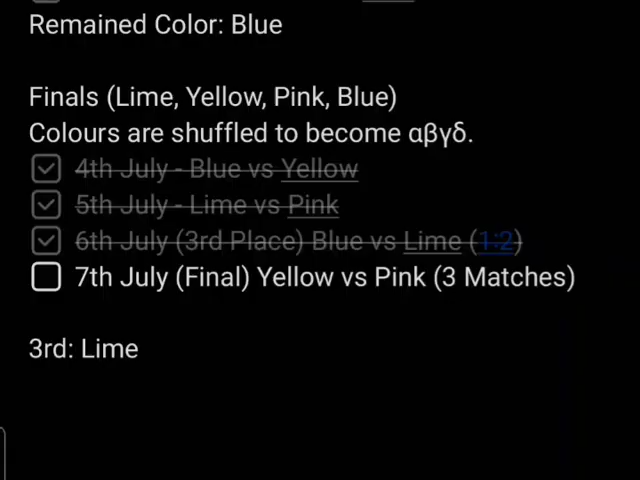 Remained Color: Blue
Finals (Lime, Yellow, Pink, Blue)
Colours are shuffled to become αβγδ.
4th July - Blue vs Yellow
5th July - Lime vs Pink
6th July (3rd Place) Blue vs Lime (1:2)
7th July (Final) Yellow vs Pink (3 Matches)
3rd: Lime